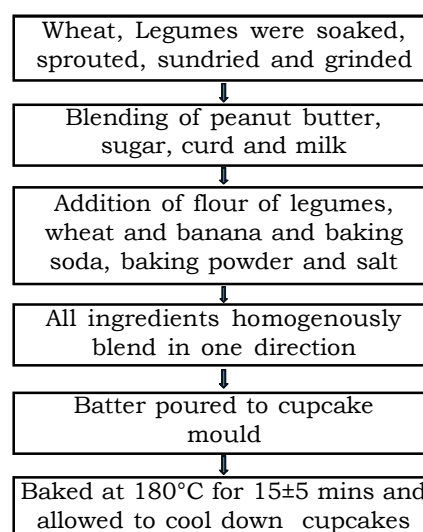 Wheat, Legumes were soaked,
sprouted, sundried and grinded
Blending of peanut butter,
sugar, curd and milk
Addition of flour of legumes,
wheat and banana and baking
soda, baking powder and salt
All ingredients homogenously
blend in one direction
Batter poured to cupcake
mould
Baked at 180°C for 15±5 mins and
allowed to cool down cupcakes